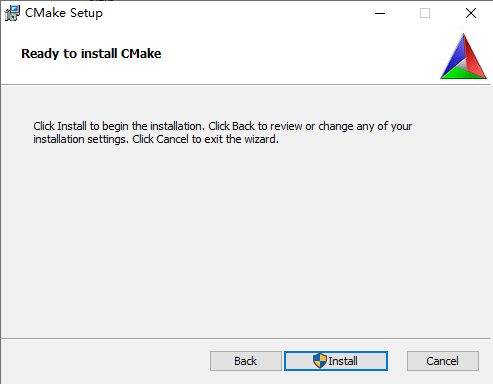 CMake Setup
Ready to install CMake
Click Install to begin the installation. Click Back to review or change any of your
installation settings. Click Cancel to exit the wizard.
Back Install Cancel